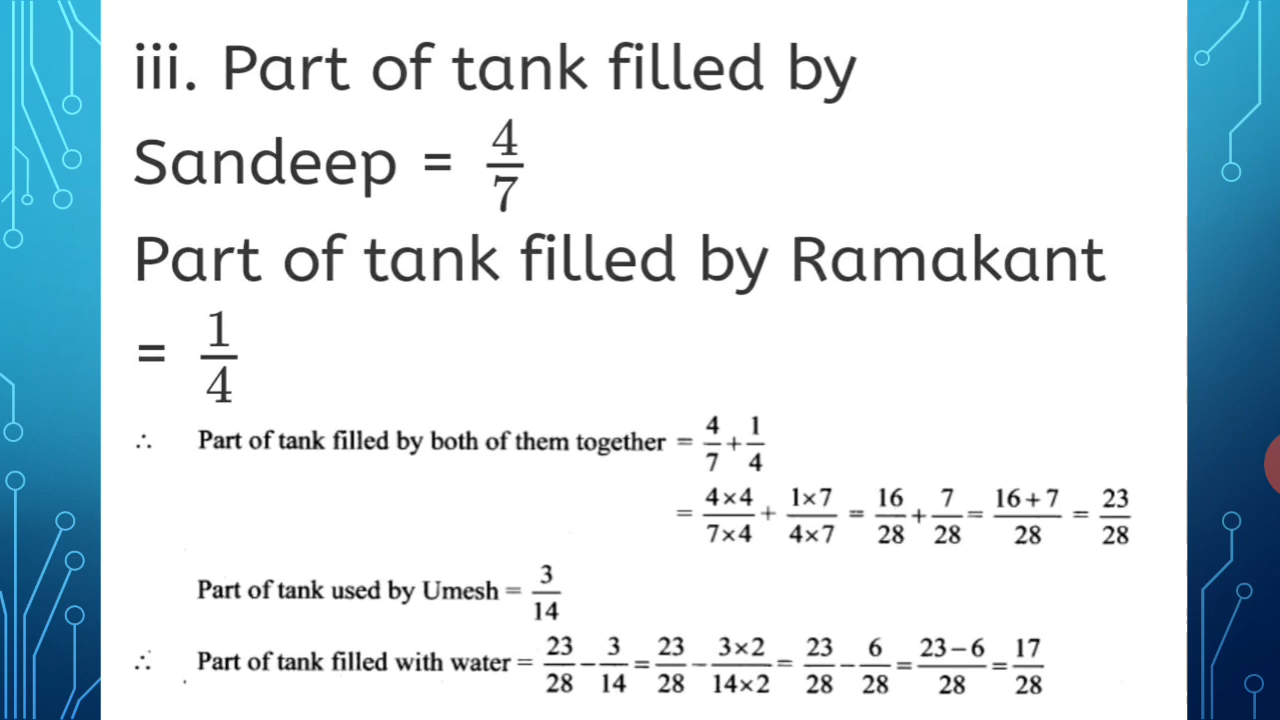 iii. Part of tank filled by
Sandeep = 4/7
Part of tank filled by Ramakant
= 1/4
∴ Part of tank filled by both of them together = 4/7 + 1/4
= 4×4/7×4 + 1×7/4×7 = 16/28 + 7/28 = 16+7/28 = 23/28
Part of tank used by Umesh = 3/14
∴ Part of tank filled with water = 23/28 − 3/14 = 23/28 − 3×2/14×2 = 23/28 − 6/28 = 23−6/28 = 17/28